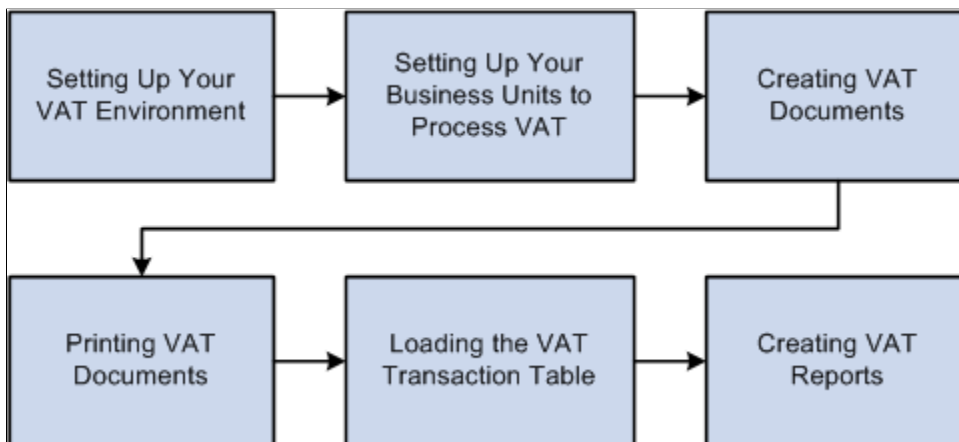 Setting Up Your
VAT Environment
Setting Up Your
Business Units to
Process VAT
Creating VAT
Documents
Printing VAT
Documents
Loading the VAT
Transaction Table
Creating VAT
Reports